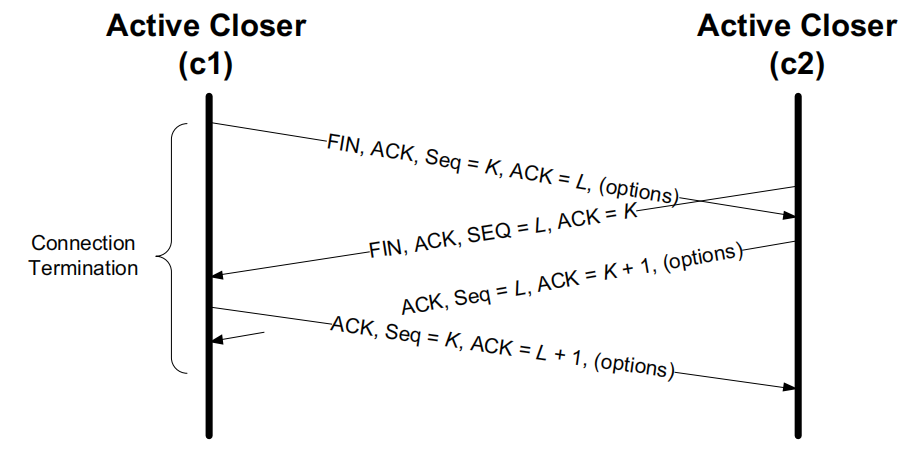 Active Closer
(c1)
Active Closer
(c2)
FIN, ACK, Seq = K, ACK = L, (options)
FIN, ACK, SEQ = L, ACK = K
Connection
Termination
ACK, Seq = L, ACK = K + 1, (options)
ACK, Seq = K, ACK = L + 1, (options)